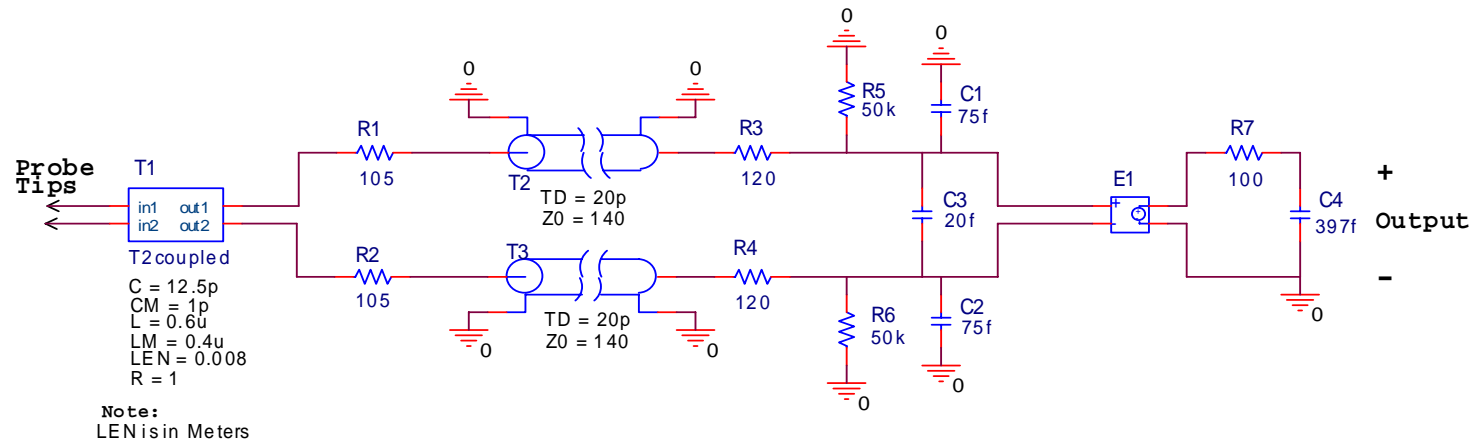 Probe
Tips
T1
in1 out1
in2 out2
T2coupled
C = 12.5p
CM = 1p
L = 0.6u
LM = 0.4u
LEN = 0.008
R = 1
Note:
LEN is in Meters
R1
105
R2
105
0
0
T2
TD = 20p
Z0 = 140
T3
TD = 20p
Z0 = 140
0
0
R3
120
R4
120
0
R5
50k
0
C1
75f
C3
20f
R6
50k
0
C2
75f
0
E1
R7
100
C4
397f
0
+
Output
-